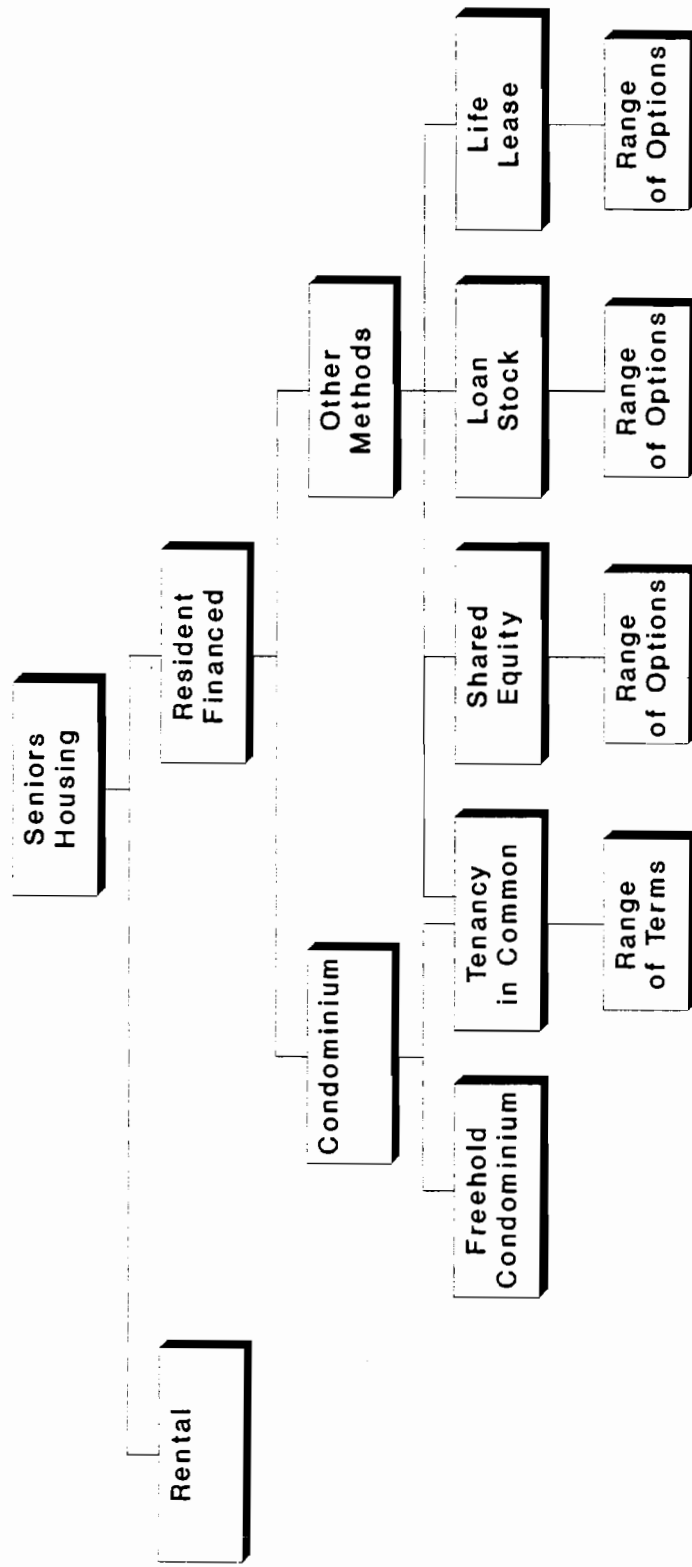 Seniors
Housing
Rental
Resident
Financed
Condominium
Other
Methods
Freehold
Condominium
Tenancy
in Common
Shared
Equity
Loan
Stock
Life
Lease
Range
of Terms
Range
of Options
Range
of Options
Range
of Options